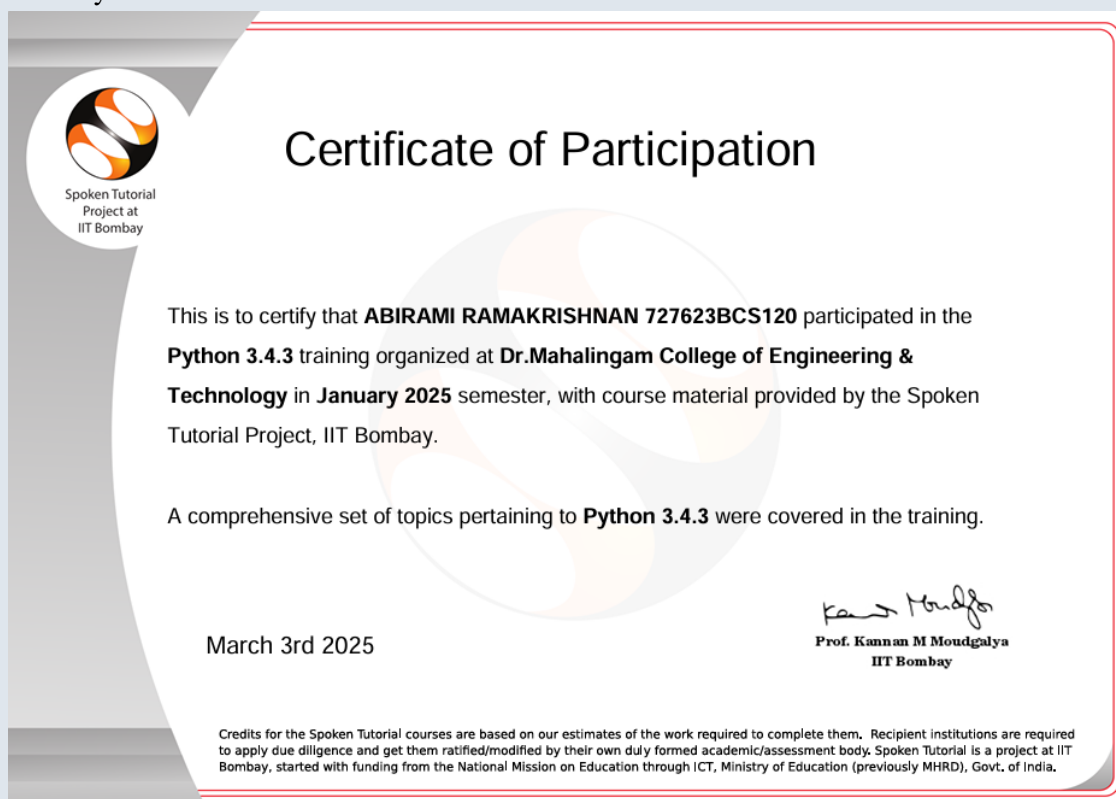 Spoken Tutorial
Project at
IIT Bombay
Certificate of Participation
This is to certify that ABIRAMI RAMAKRISHNAN 727623BCS120 participated in the
Python 3.4.3 training organized at Dr.Mahalingam College of Engineering &
Technology in January 2025 semester, with course material provided by the Spoken
Tutorial Project, IIT Bombay.
A comprehensive set of topics pertaining to Python 3.4.3 were covered in the training.
March 3rd 2025
Prof. Kannan M Moudgalya
IIT Bombay
Credits for the Spoken Tutorial courses are based on our estimates of the work required to complete them. Recipient institutions are required
to apply due diligence and get them ratified/modified by their own duly formed academic/assessment body. Spoken Tutorial is a project at IIT
Bombay, started with funding from the National Mission on Education through ICT, Ministry of Education (previously MHRD), Govt. of India.